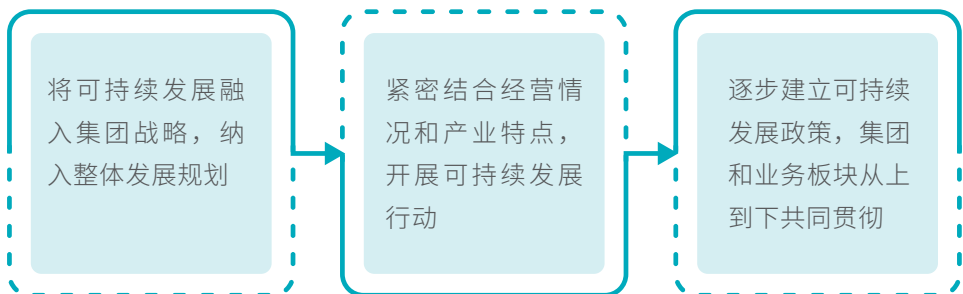 将可持续发展融
入集团战略，纳
入整体发展规划
紧密结合经营情
况和产业特点，
开展可持续发展
行动
逐步建立可持续
发展政策，集团
和业务板块从上
到下共同贯彻